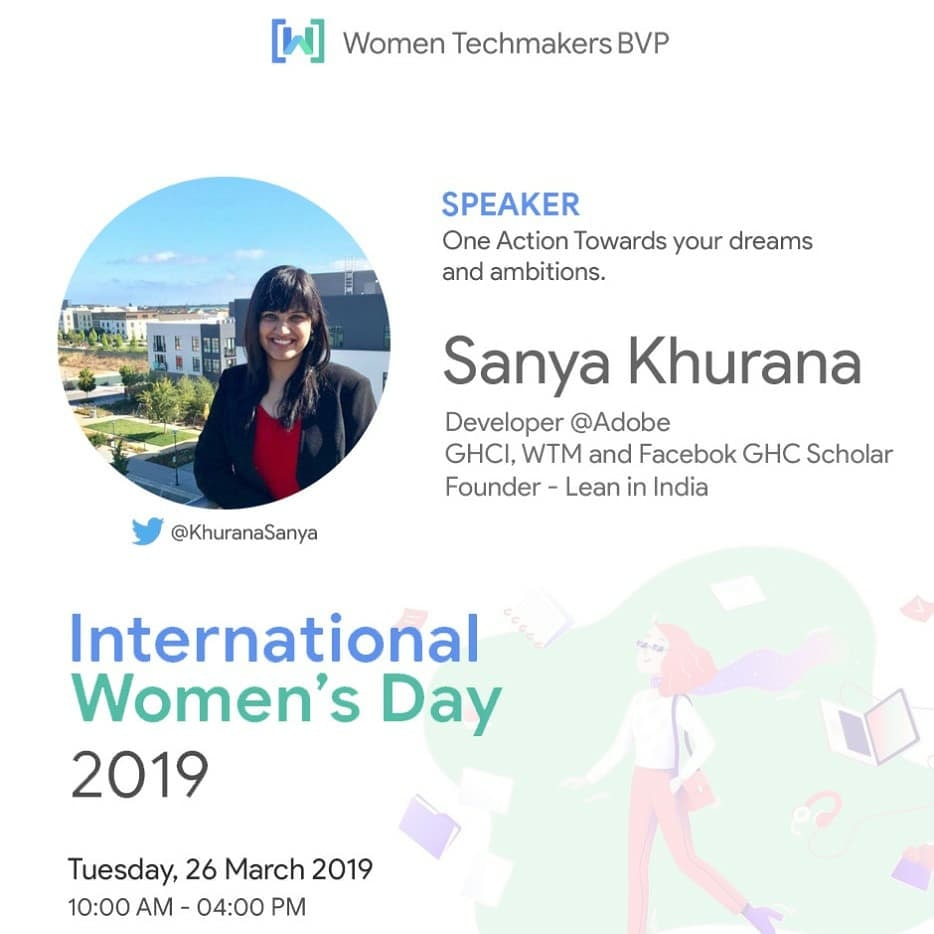 Women Techmakers BVP
SPEAKER
One Action Towards your dreams
and ambitions.
Sanya Khurana
Developer @Adobe
GHCI, WTM and Facebok GHC Scholar
Founder - Lean in India
@KhuranaSanya
International
Women's Day
2019
Tuesday, 26 March 2019
10:00 AM - 04:00 PM